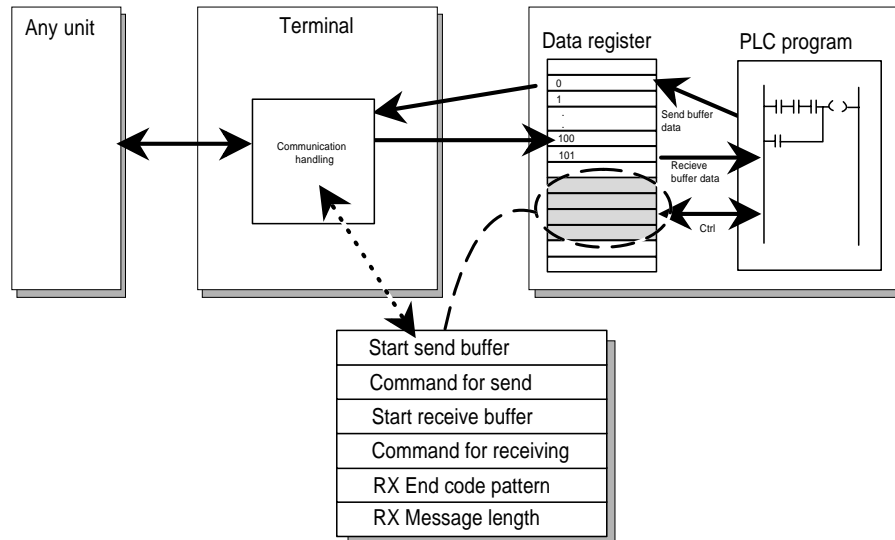 Any unit
Terminal
Data register
PLC program
0
1
.
.
100
101
Send buffer
data
Recieve
buffer data
Ctrl
Communication
handling
Start send buffer
Command for send
Start receive buffer
Command for receiving
RX End code pattern
RX Message length